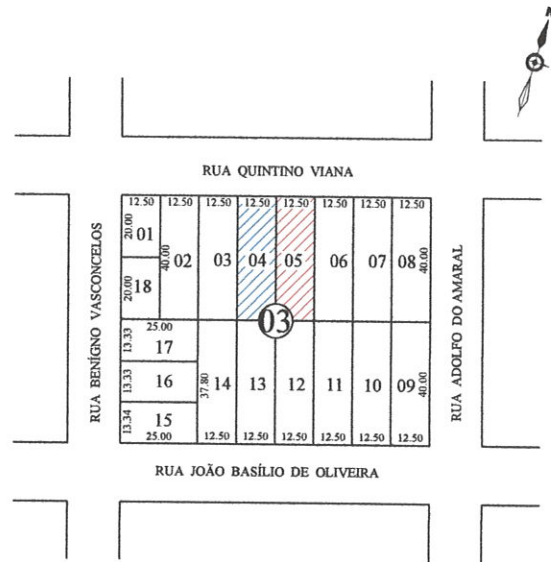 N
RUA QUINTINO VIANA
12.50 12.50 12.50 12.50 12.50 12.50 12.50 12.50
20.00 01
40.00 02 03 04 05 06 07 08 40.00
20.00 18
RUA BENÍGNO VASCONCELOS
RUA ADOLFO DO AMARAL
03
25.00
13.33 17
13.33 16
37.80 14 13 12 11 10 09 40.00
13.34 15
25.00 12.50 12.50 12.50 12.50 12.50 12.50
RUA JOÃO BASÍLIO DE OLIVEIRA